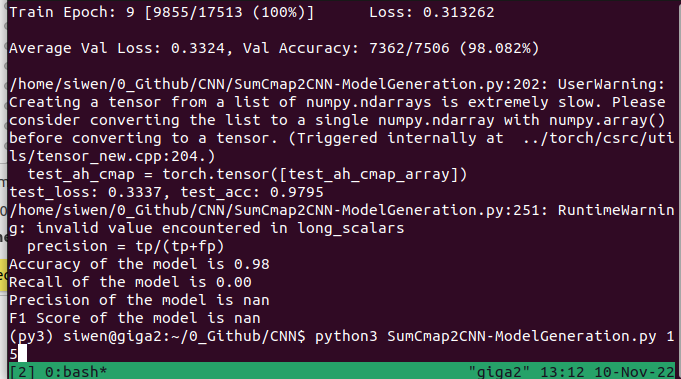 Train Epoch: 9 [9855/17513 (100%)]      Loss: 0.313262
Average Val Loss: 0.3324, Val Accuracy: 7362/7506 (98.082%)
/home/siwen/0_Github/CNN/SumCmap2CNN-ModelGeneration.py:202: UserWarning:
Creating a tensor from a list of numpy.ndarrays is extremely slow. Please
consider converting the list to a single numpy.ndarray with numpy.array()
before converting to a tensor. (Triggered internally at  ../torch/csrc/uti
ls/tensor_new.cpp:204.)
  test_ah_cmap = torch.tensor([test_ah_cmap_array])
test_loss: 0.3337, test_acc: 0.9795
/home/siwen/0_Github/CNN/SumCmap2CNN-ModelGeneration.py:251: RuntimeWarnin
g: invalid value encountered in long_scalars
  precision = tp/(tp+fp)
Accuracy of the model is 0.98
Recall of the model is 0.00
Precision of the model is nan
F1 Score of the model is nan
(py3) siwen@giga2:~/0_Github/CNN$ python3 SumCmap2CNN-ModelGeneration.py 1
5
[2] 0:bash* "giga2" 13:12 10-Nov-22